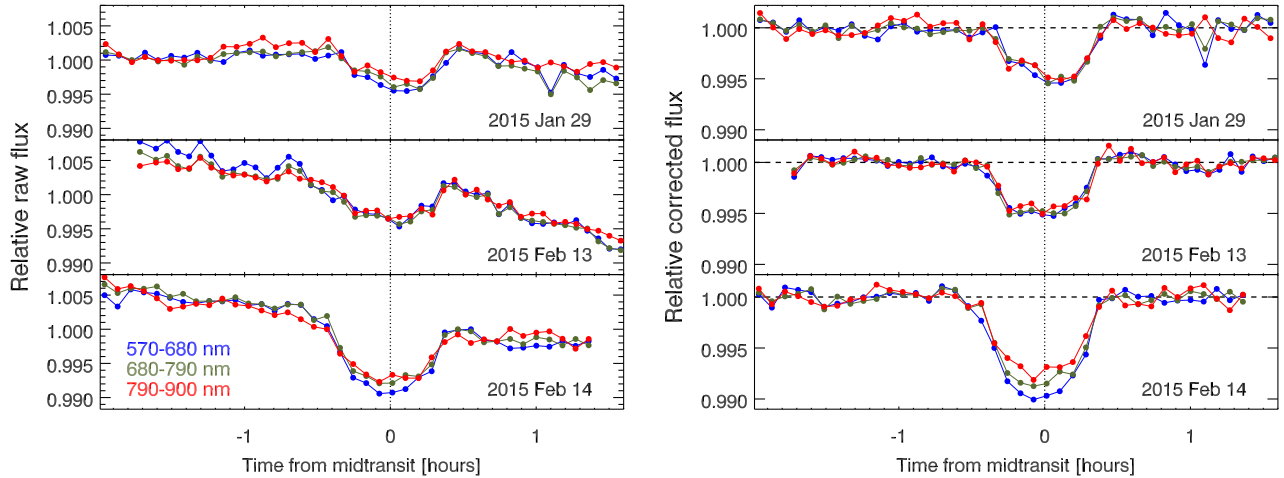 Relative raw flux
1.005
1.000
0.995
0.990
2015 Jan 29
1.005
1.000
0.995
0.990
2015 Feb 13
1.005
1.000
0.995
0.990
570-680 nm
680-790 nm
790-900 nm
2015 Feb 14
-1 0 1
Time from midtransit [hours]
Relative corrected flux
1.000
0.995
0.990
2015 Jan 29
1.000
0.995
0.990
2015 Feb 13
1.000
0.995
0.990
2015 Feb 14
-1 0 1
Time from midtransit [hours]